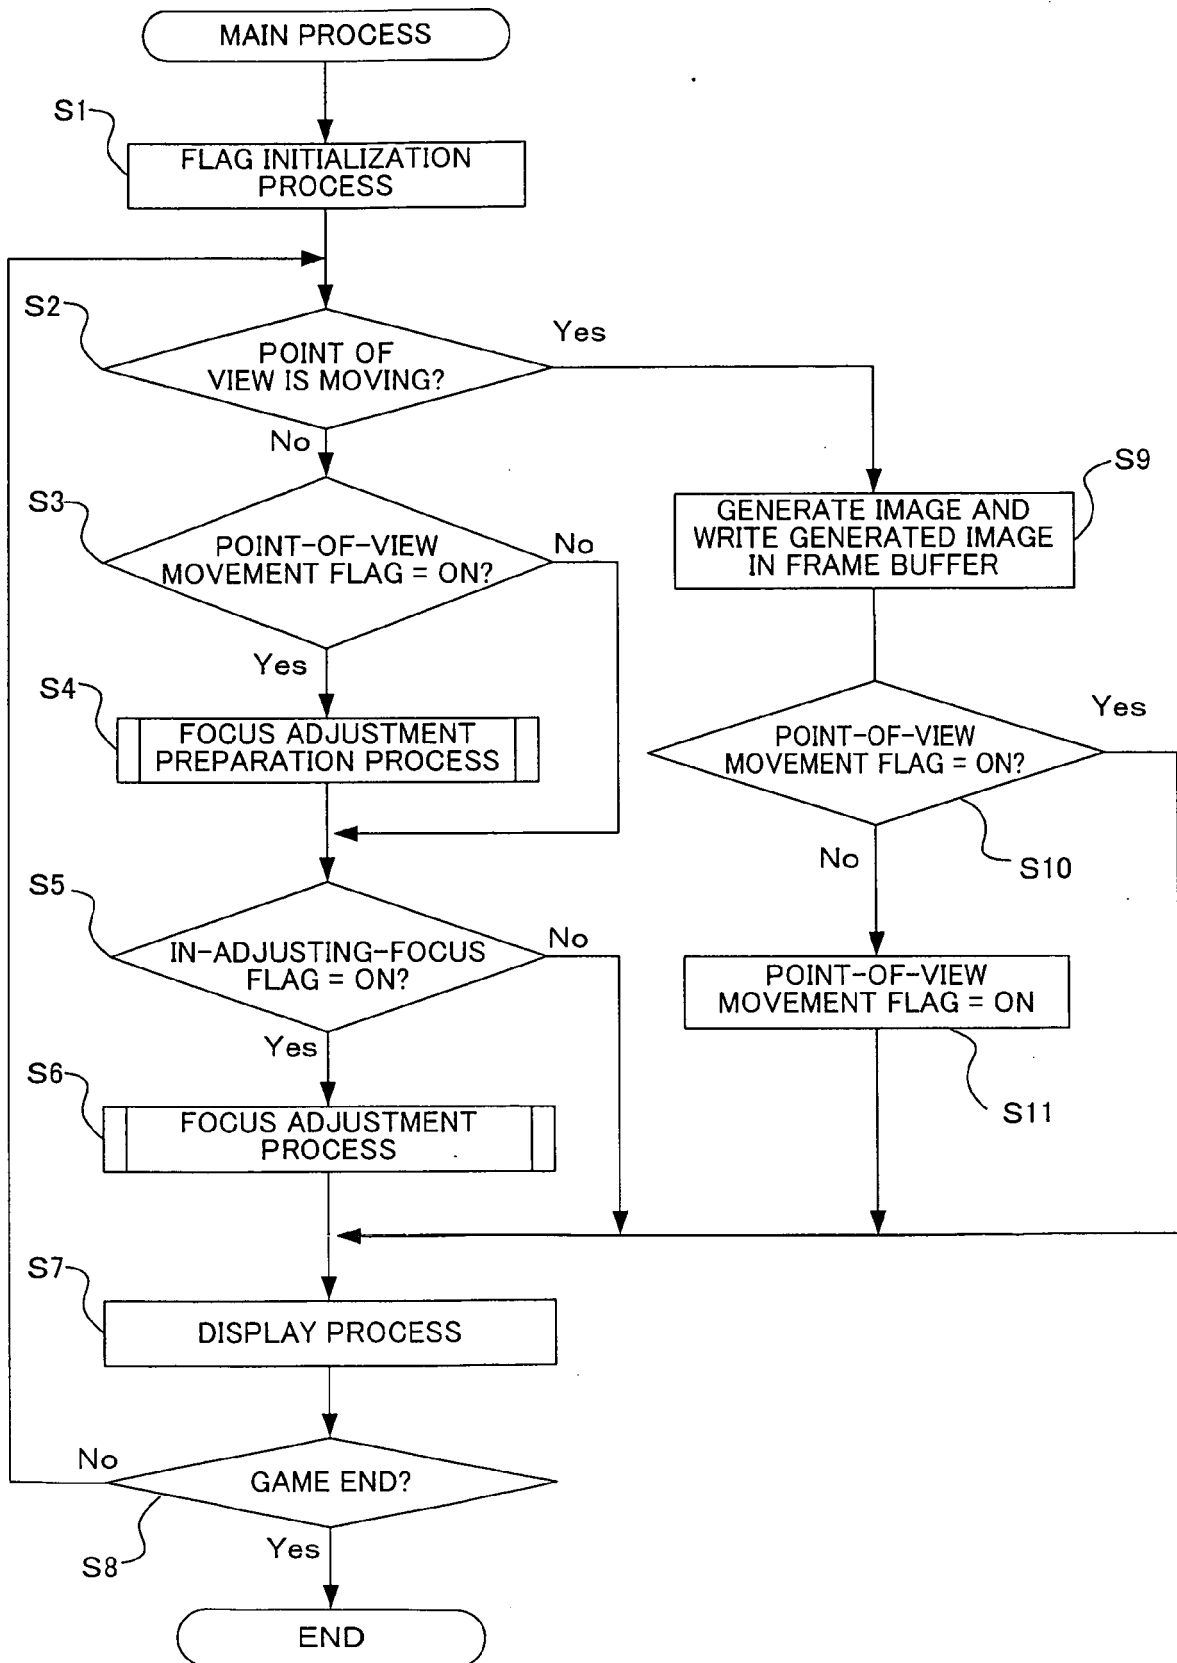 MAIN PROCESS
S1
FLAG INITIALIZATION
PROCESS
S2
POINT OF
VIEW IS MOVING?
Yes
No
S3
POINT-OF-VIEW
MOVEMENT FLAG = ON?
No
Yes
S4
FOCUS ADJUSTMENT
PREPARATION PROCESS
S5
IN-ADJUSTING-FOCUS
FLAG = ON?
No
Yes
S6
FOCUS ADJUSTMENT
PROCESS
S7
DISPLAY PROCESS
No
GAME END?
S8
Yes
END
S9
GENERATE IMAGE AND
WRITE GENERATED IMAGE
IN FRAME BUFFER
Yes
POINT-OF-VIEW
MOVEMENT FLAG = ON?
No
S10
POINT-OF-VIEW
MOVEMENT FLAG = ON
S11